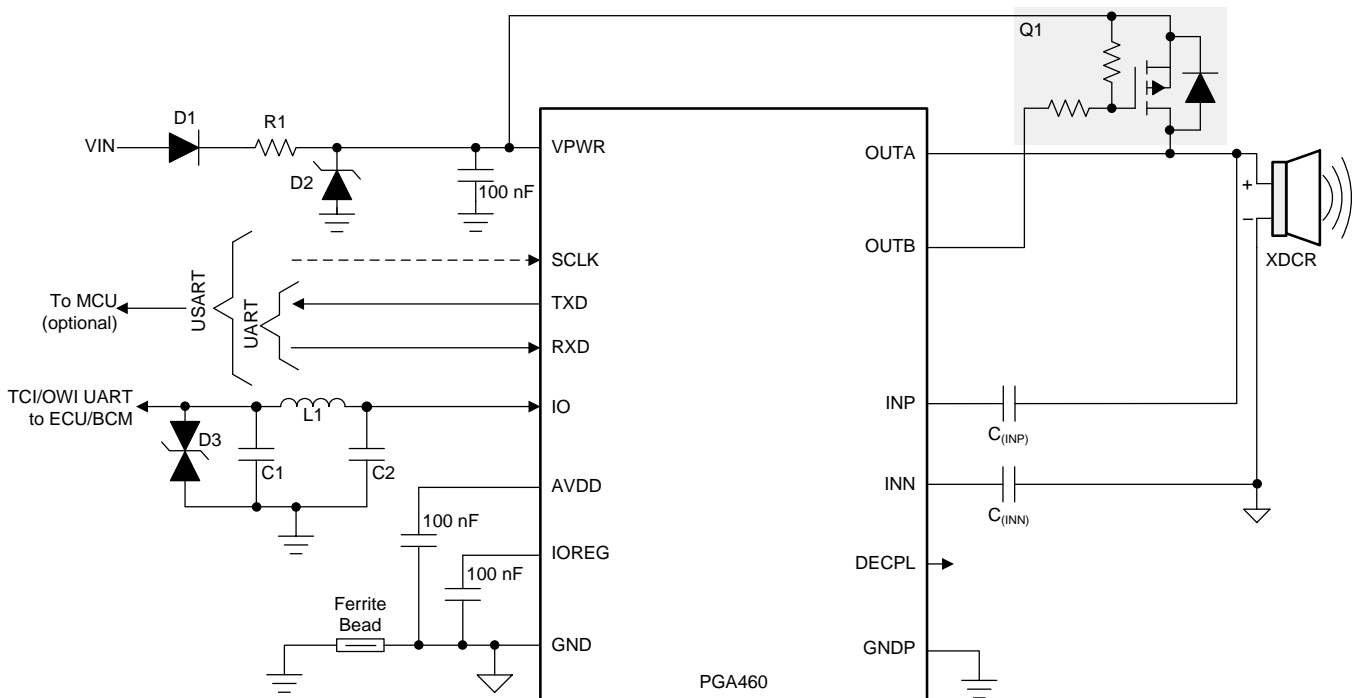 Q1
D1
R1
VIN
VPWR
D2
100 nF
OUTA
+
−
XDCR
OUTB
SCLK
To MCU
(optional)
USART
UART
TXD
RXD
TCI/OWI UART
to ECU/BCM
IO
L1
D3
C1
C2
INP
C(INP)
INN
C(INN)
AVDD
100 nF
IOREG
100 nF
DECPL
Ferrite
Bead
GND
GNDP
PGA460